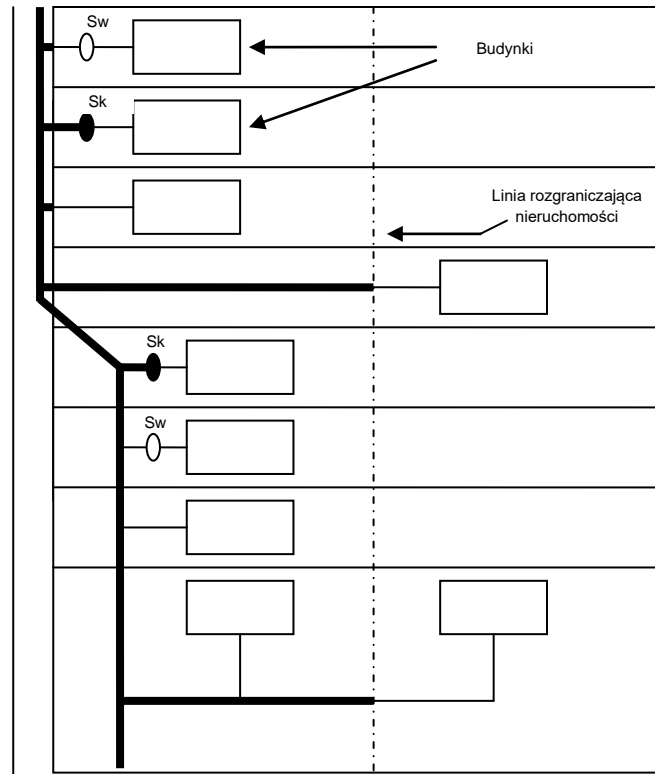 Sw
Budynki
Sk
Linia rozgraniczająca
nieruchomości
Sk
Sw